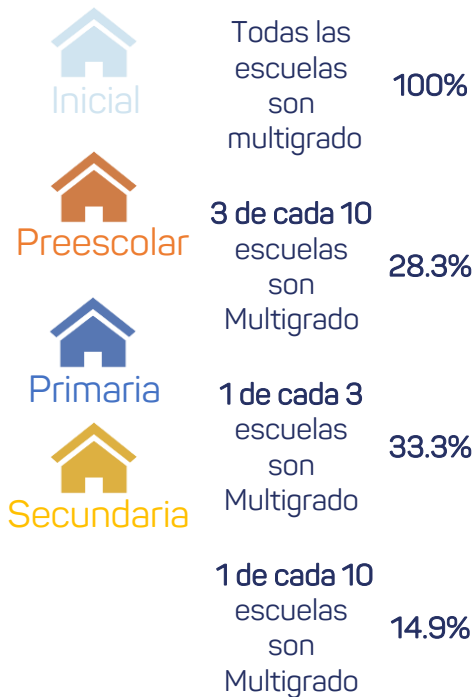 Inicial
Todas las
escuelas
son
multigrado
100%
Preescolar
3 de cada 10
escuelas
son
Multigrado
28.3%
Primaria
1 de cada 3
escuelas
son
Multigrado
33.3%
Secundaria
1 de cada 10
escuelas
son
Multigrado
14.9%